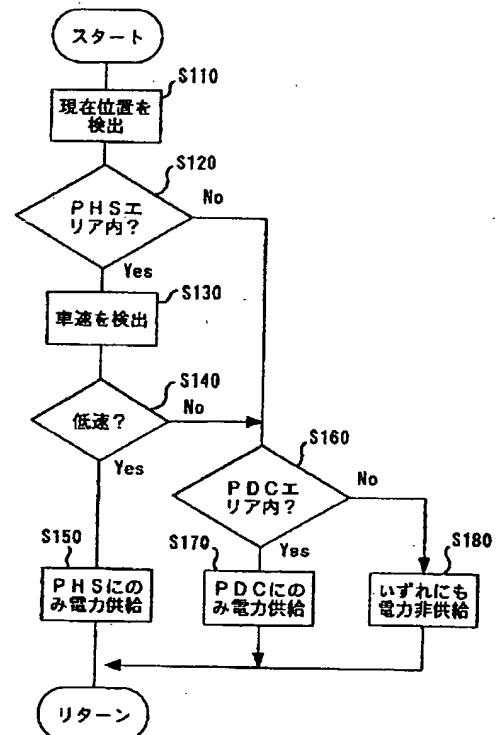 スタート
S110
現在位置を
検出
S120
PHSエ
リア内?
No
Yes
S130
車速を検出
S140
低速?
No
Yes
S160
PDCエ
リア内?
No
Yes
S150
PHSにの
み電力供給
S170
PDCにの
み電力供給
S180
いずれにも
電力非供給
リターン